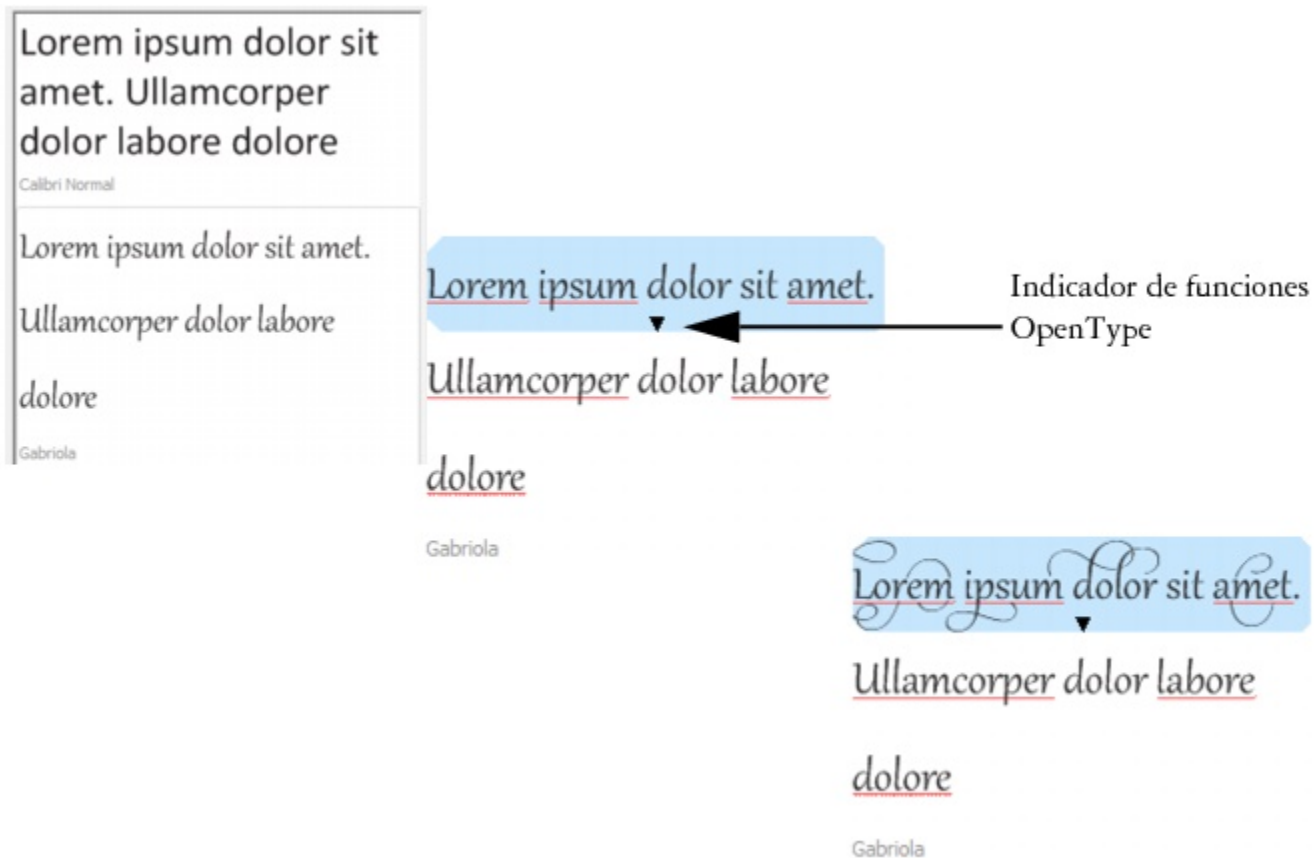 Lorem ipsum dolor sit
amet. Ullamcorper
dolor labore dolore
Calibri Normal
Lorem ipsum dolor sit amet.
Ullamcorper dolor labore
dolore
Gabriola
Lorem ipsum dolor sit amet.
Ullamcorper dolor labore
dolore
Gabriola
Indicador de funciones
OpenType
Lorem ipsum dolor sit amet.
Ullamcorper dolor labore
dolore
Gabriola